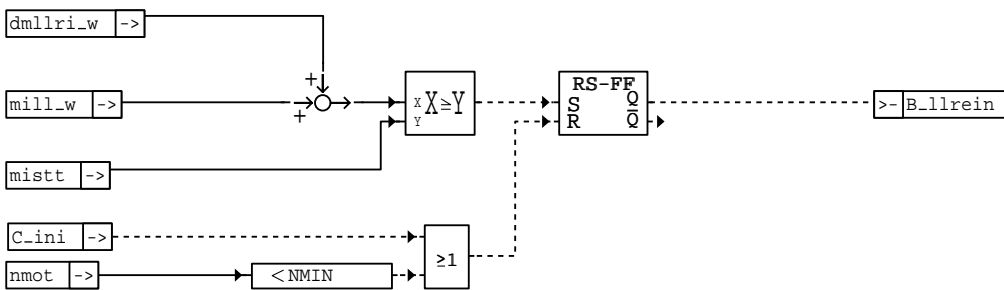 dmllri_w ->
+
mill_w ->
+
X X≥Y
Y
RS-FF
S Q
R Q̅
>- B_llrein
mistt ->
C_ini ->
≥1
nmot ->
<NMIN